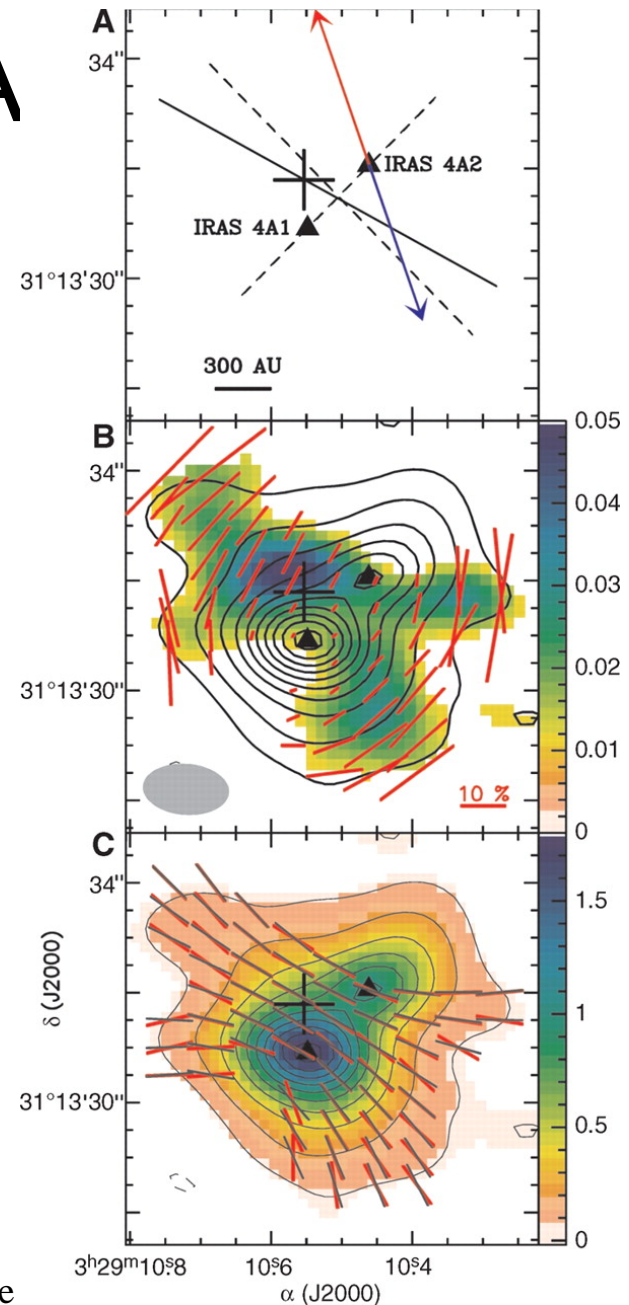 A
A
34"
IRAS 4A2
IRAS 4A1
31°13'30"
300 AU
B
0.05
34"
0.04
0.03
0.02
31°13'30"
0.01
10 %
0
C
34"
1.5
δ (J2000)
1
31°13'30"
0.5
0
3ʰ29ᵐ10ˢ.8
10ˢ.6
10ˢ.4
e
α (J2000)